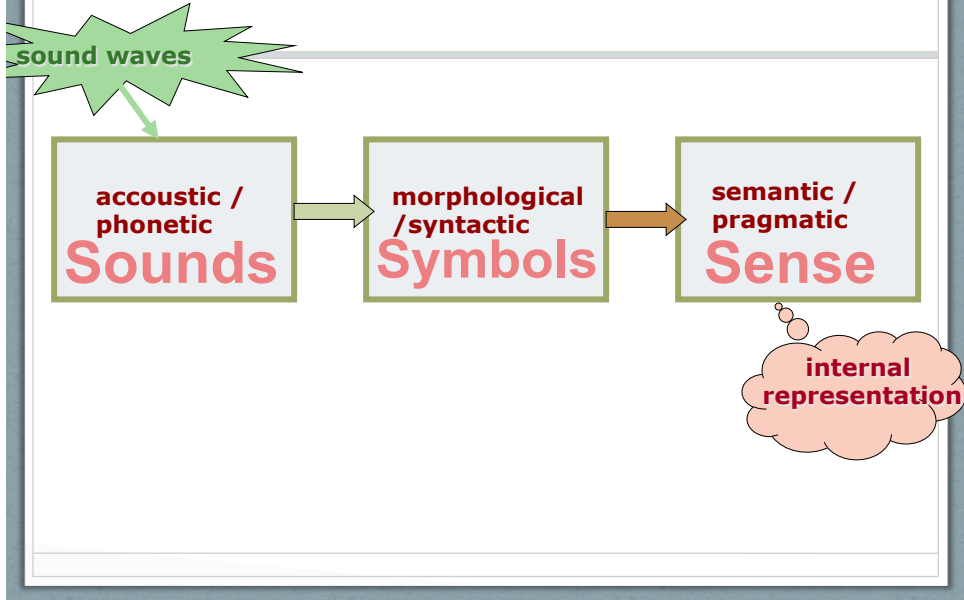 sound waves
accoustic /
phonetic
Sounds
morphological
/syntactic
Symbols
semantic /
pragmatic
Sense
internal
representation